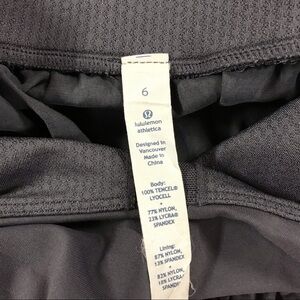 6
lululemon
athletica
Designed in
Vancouver
Made in
China
Body:
100% TENCEL®
LYOCELL
•
77% NYLON,
23% LYCRA®
SPANDEX
•
Lining:
87% NYLON,
13% SPANDEX
•
82% NYLON,
18% LYCRA®
SPANDEX